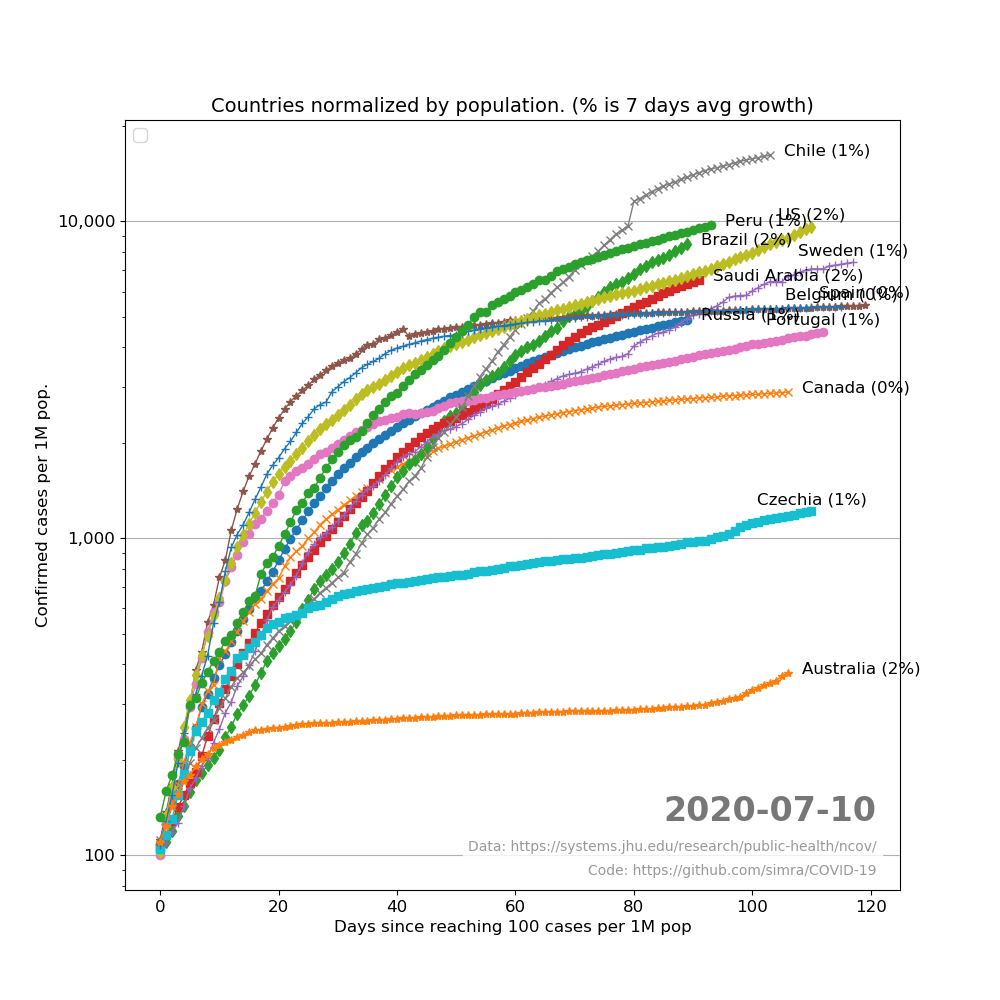 Countries normalized by population. (% is 7 days avg growth)
Chile (1%)
10,000
Peru (1%)
US (2%)
Brazil (2%)
Sweden (1%)
Saudi Arabia (2%)
Belgium (0%)
Spain (0%)
Russia (1%)
Portugal (1%)
Canada (0%)
Confirmed cases per 1M pop.
Czechia (1%)
1,000
Australia (2%)
2020-07-10
Data: https://systems.jhu.edu/research/public-health/ncov/
100
Code: https://github.com/simra/COVID-19
0 20 40 60 80 100 120
Days since reaching 100 cases per 1M pop